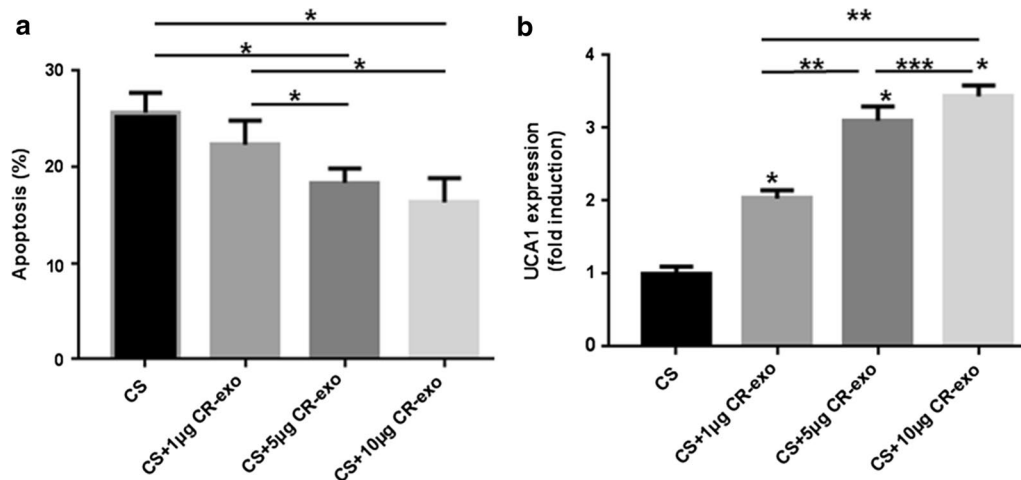 a
*
*
*
*
30
20
10
0
Apoptosis (%)
CS
CS+1µg CR-exo
CS+5µg CR-exo
CS+10µg CR-exo
b
**
**
***
*
*
*
4
3
2
1
0
UCA1 expression
(fold induction)
CS
CS+1µg CR-exo
CS+5µg CR-exo
CS+10µg CR-exo